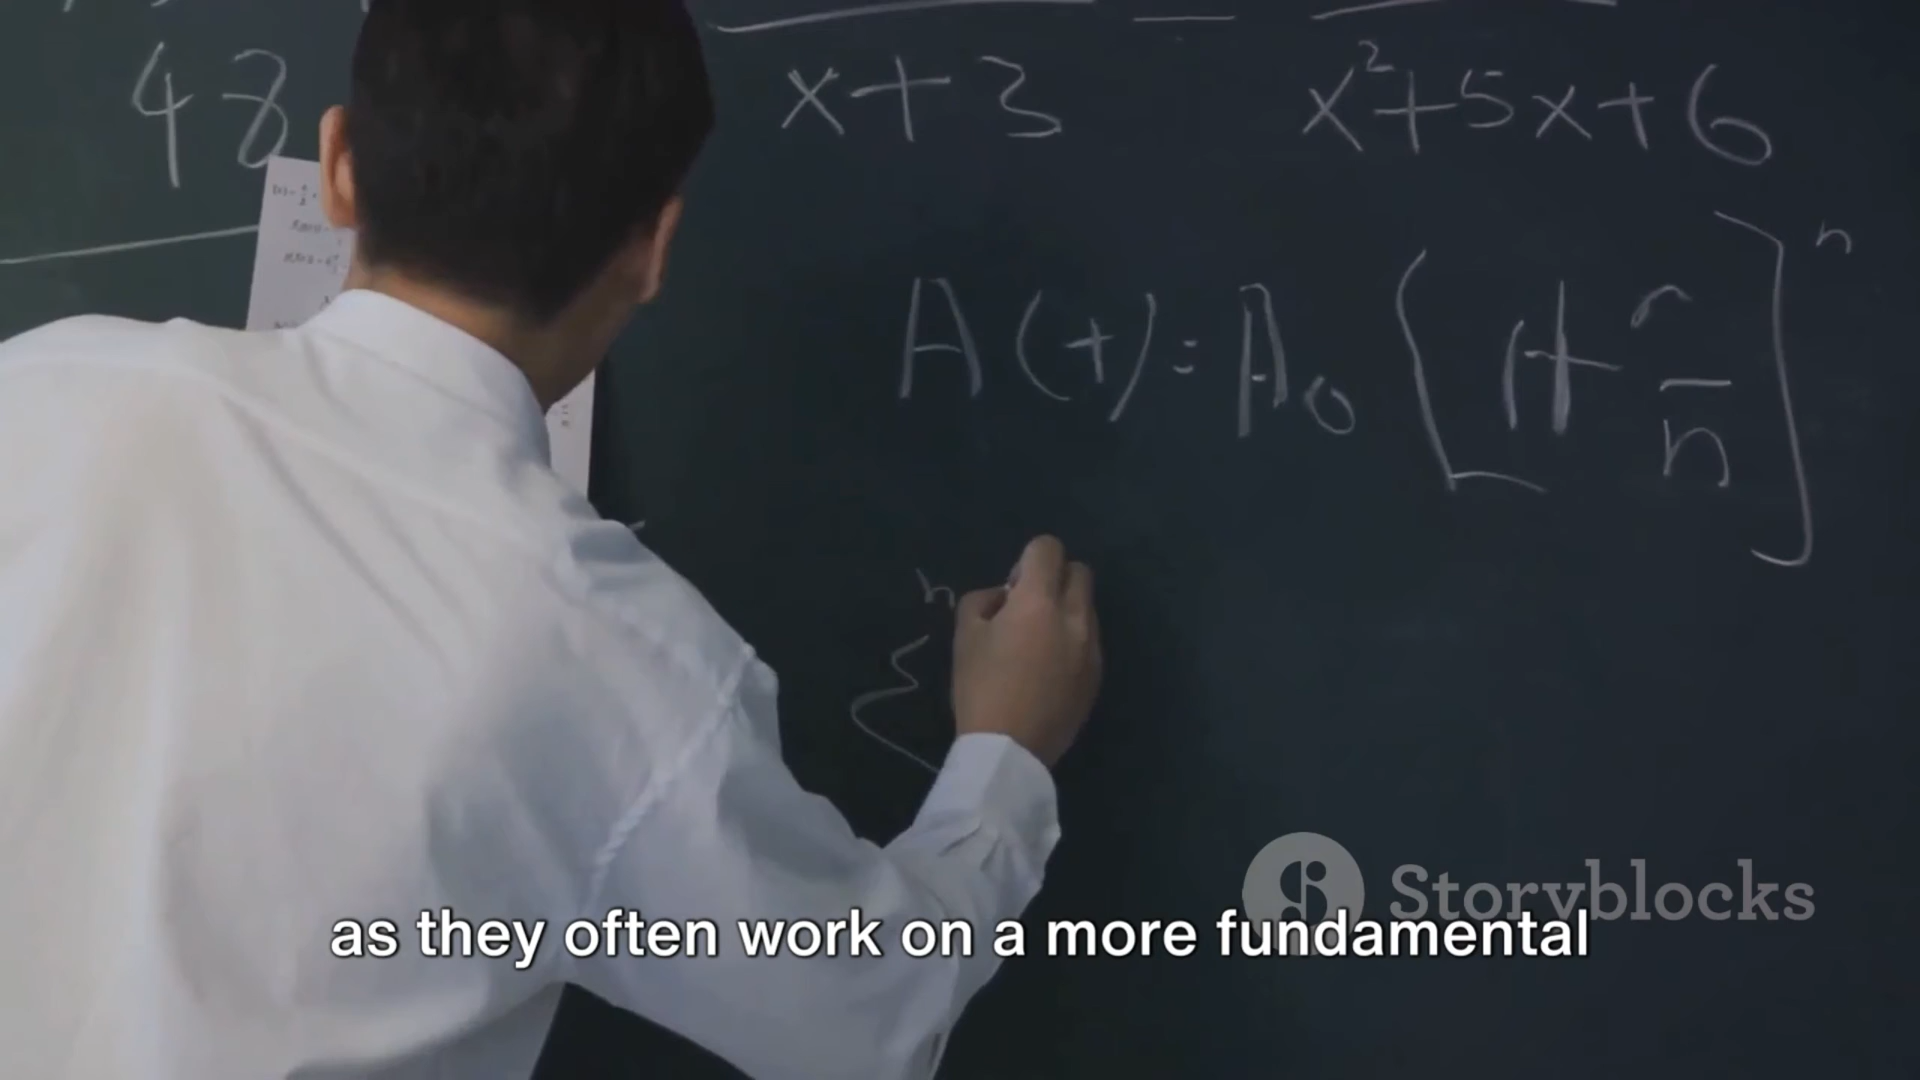 48 x+3 x²+5x+6
A(t)=A₀[1+r/n]ⁿ
n
Σ
Storyblocks
as they often work on a more fundamental